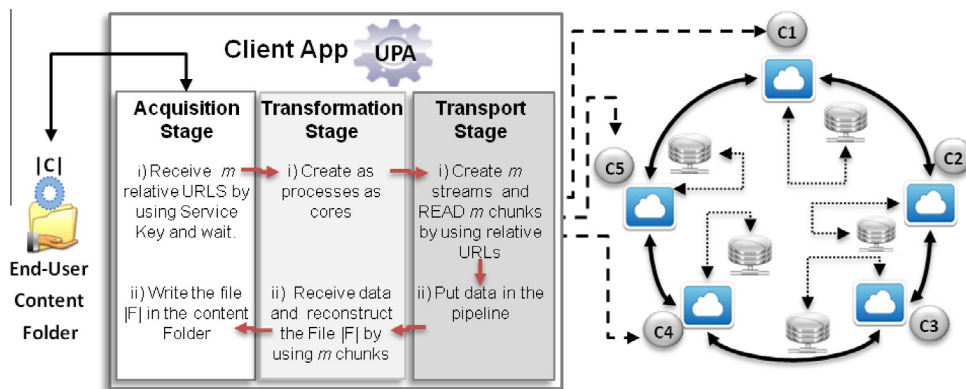 Client App
UPA
Acquisition
Stage
i) Receive m
relative URLS by
using Service
Key and wait.
ii) Write the file
|F| in the content
Folder
Transformation
Stage
i) Create as
processes as
cores
ii) Receive data
and reconstruct
the File |F| by
using m chunks
Transport
Stage
i) Create m
streams and
READ m chunks
by using relative
URLs
ii) Put data in the
pipeline
|C|
End-User
Content
Folder
C1
C2
C3
C4
C5